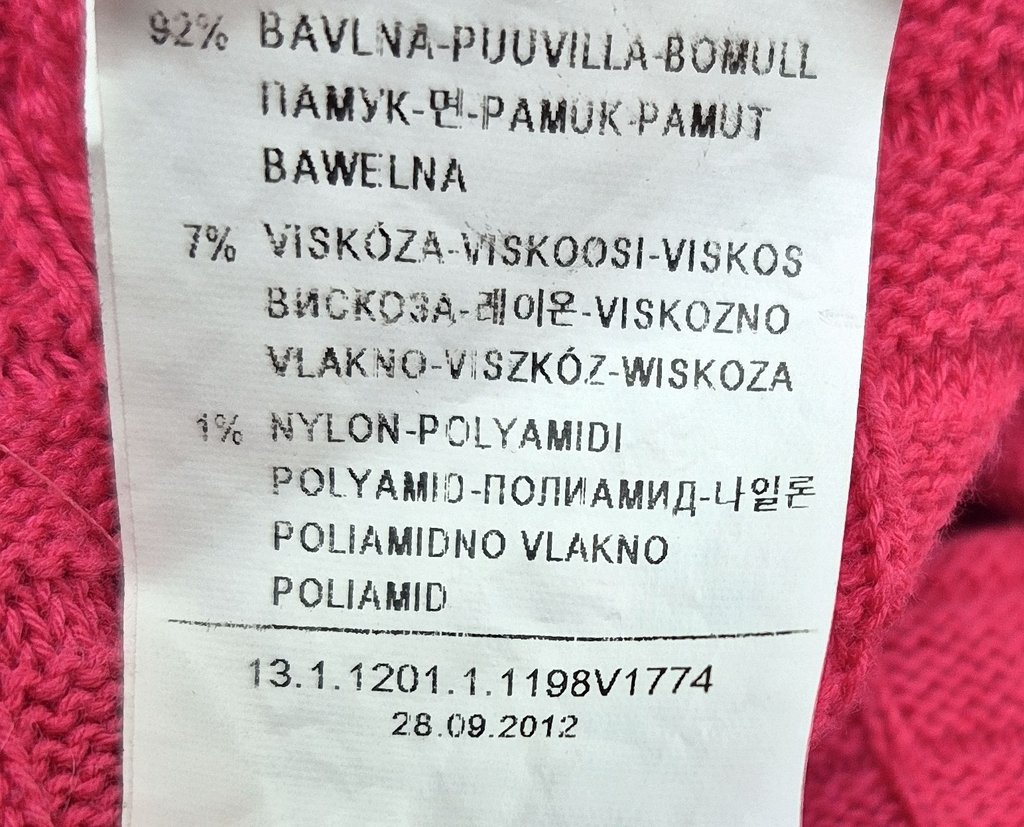 92% BAVLNA-PUUVILLA-BOMULL
ПАМУК-면-PAMUK-PAMUT
BAWELNA
7% VISKÓZA-VISKOOSI-VISKOS
ВИСКОЗА-레이온-VISKOZNO
VLAKNO-VISZKÓZ-WISKOZA
1% NYLON-POLYAMIDI
POLYAMID-ПОЛИАМИД-나일론
POLIAMIDNO VLAKNO
POLIAMID
13.1.1201.1.1198V1774
28.09.2012